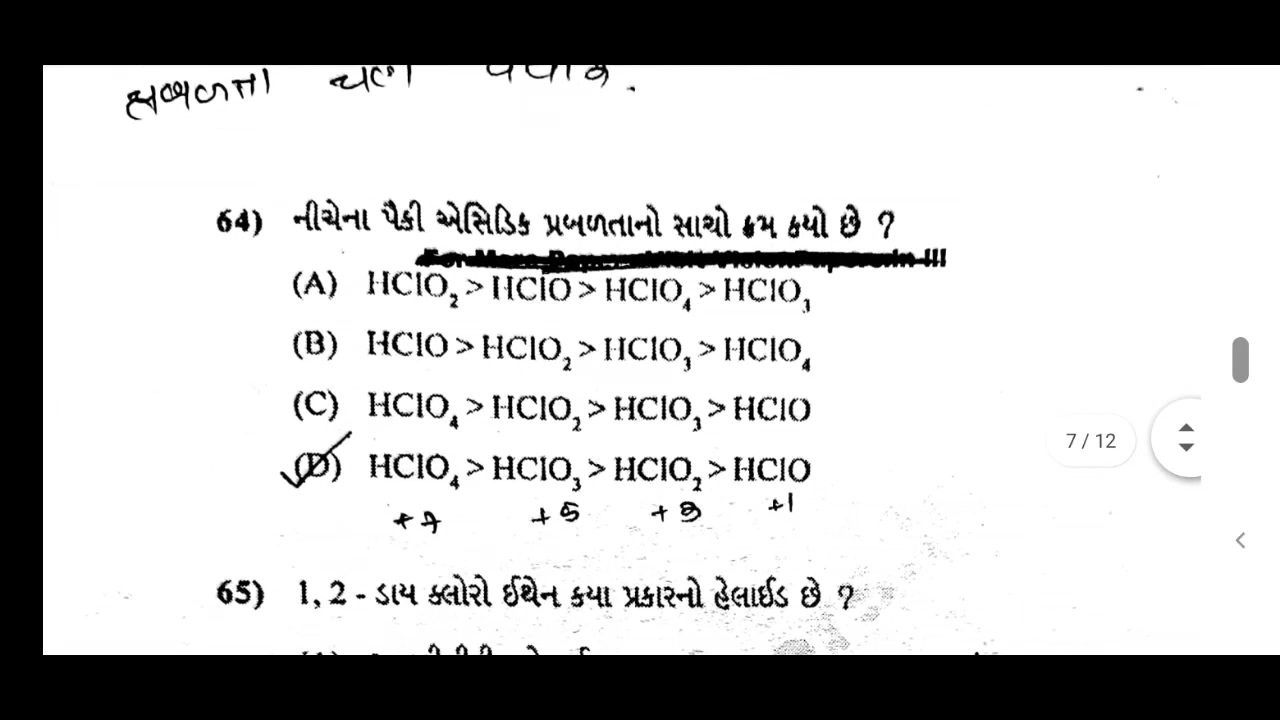 64) નીચેના પૈકી એસિડિક પ્રબળતાનો સાચો ક્રમ કયો છે ?
(A) HClO₂ > HClO > HClO₄ > HClO₃
(B) HClO > HClO₂ > HClO₃ > HClO₄
(C) HClO₄ > HClO₂ > HClO₃ > HClO
(D) HClO₄ > HClO₃ > HClO₂ > HClO
+7 +5 +3 +1
7 / 12
65) 1, 2 - ડાય ક્લોરો ઈથેન કયા પ્રકારનો હેલાઈડ છે ?